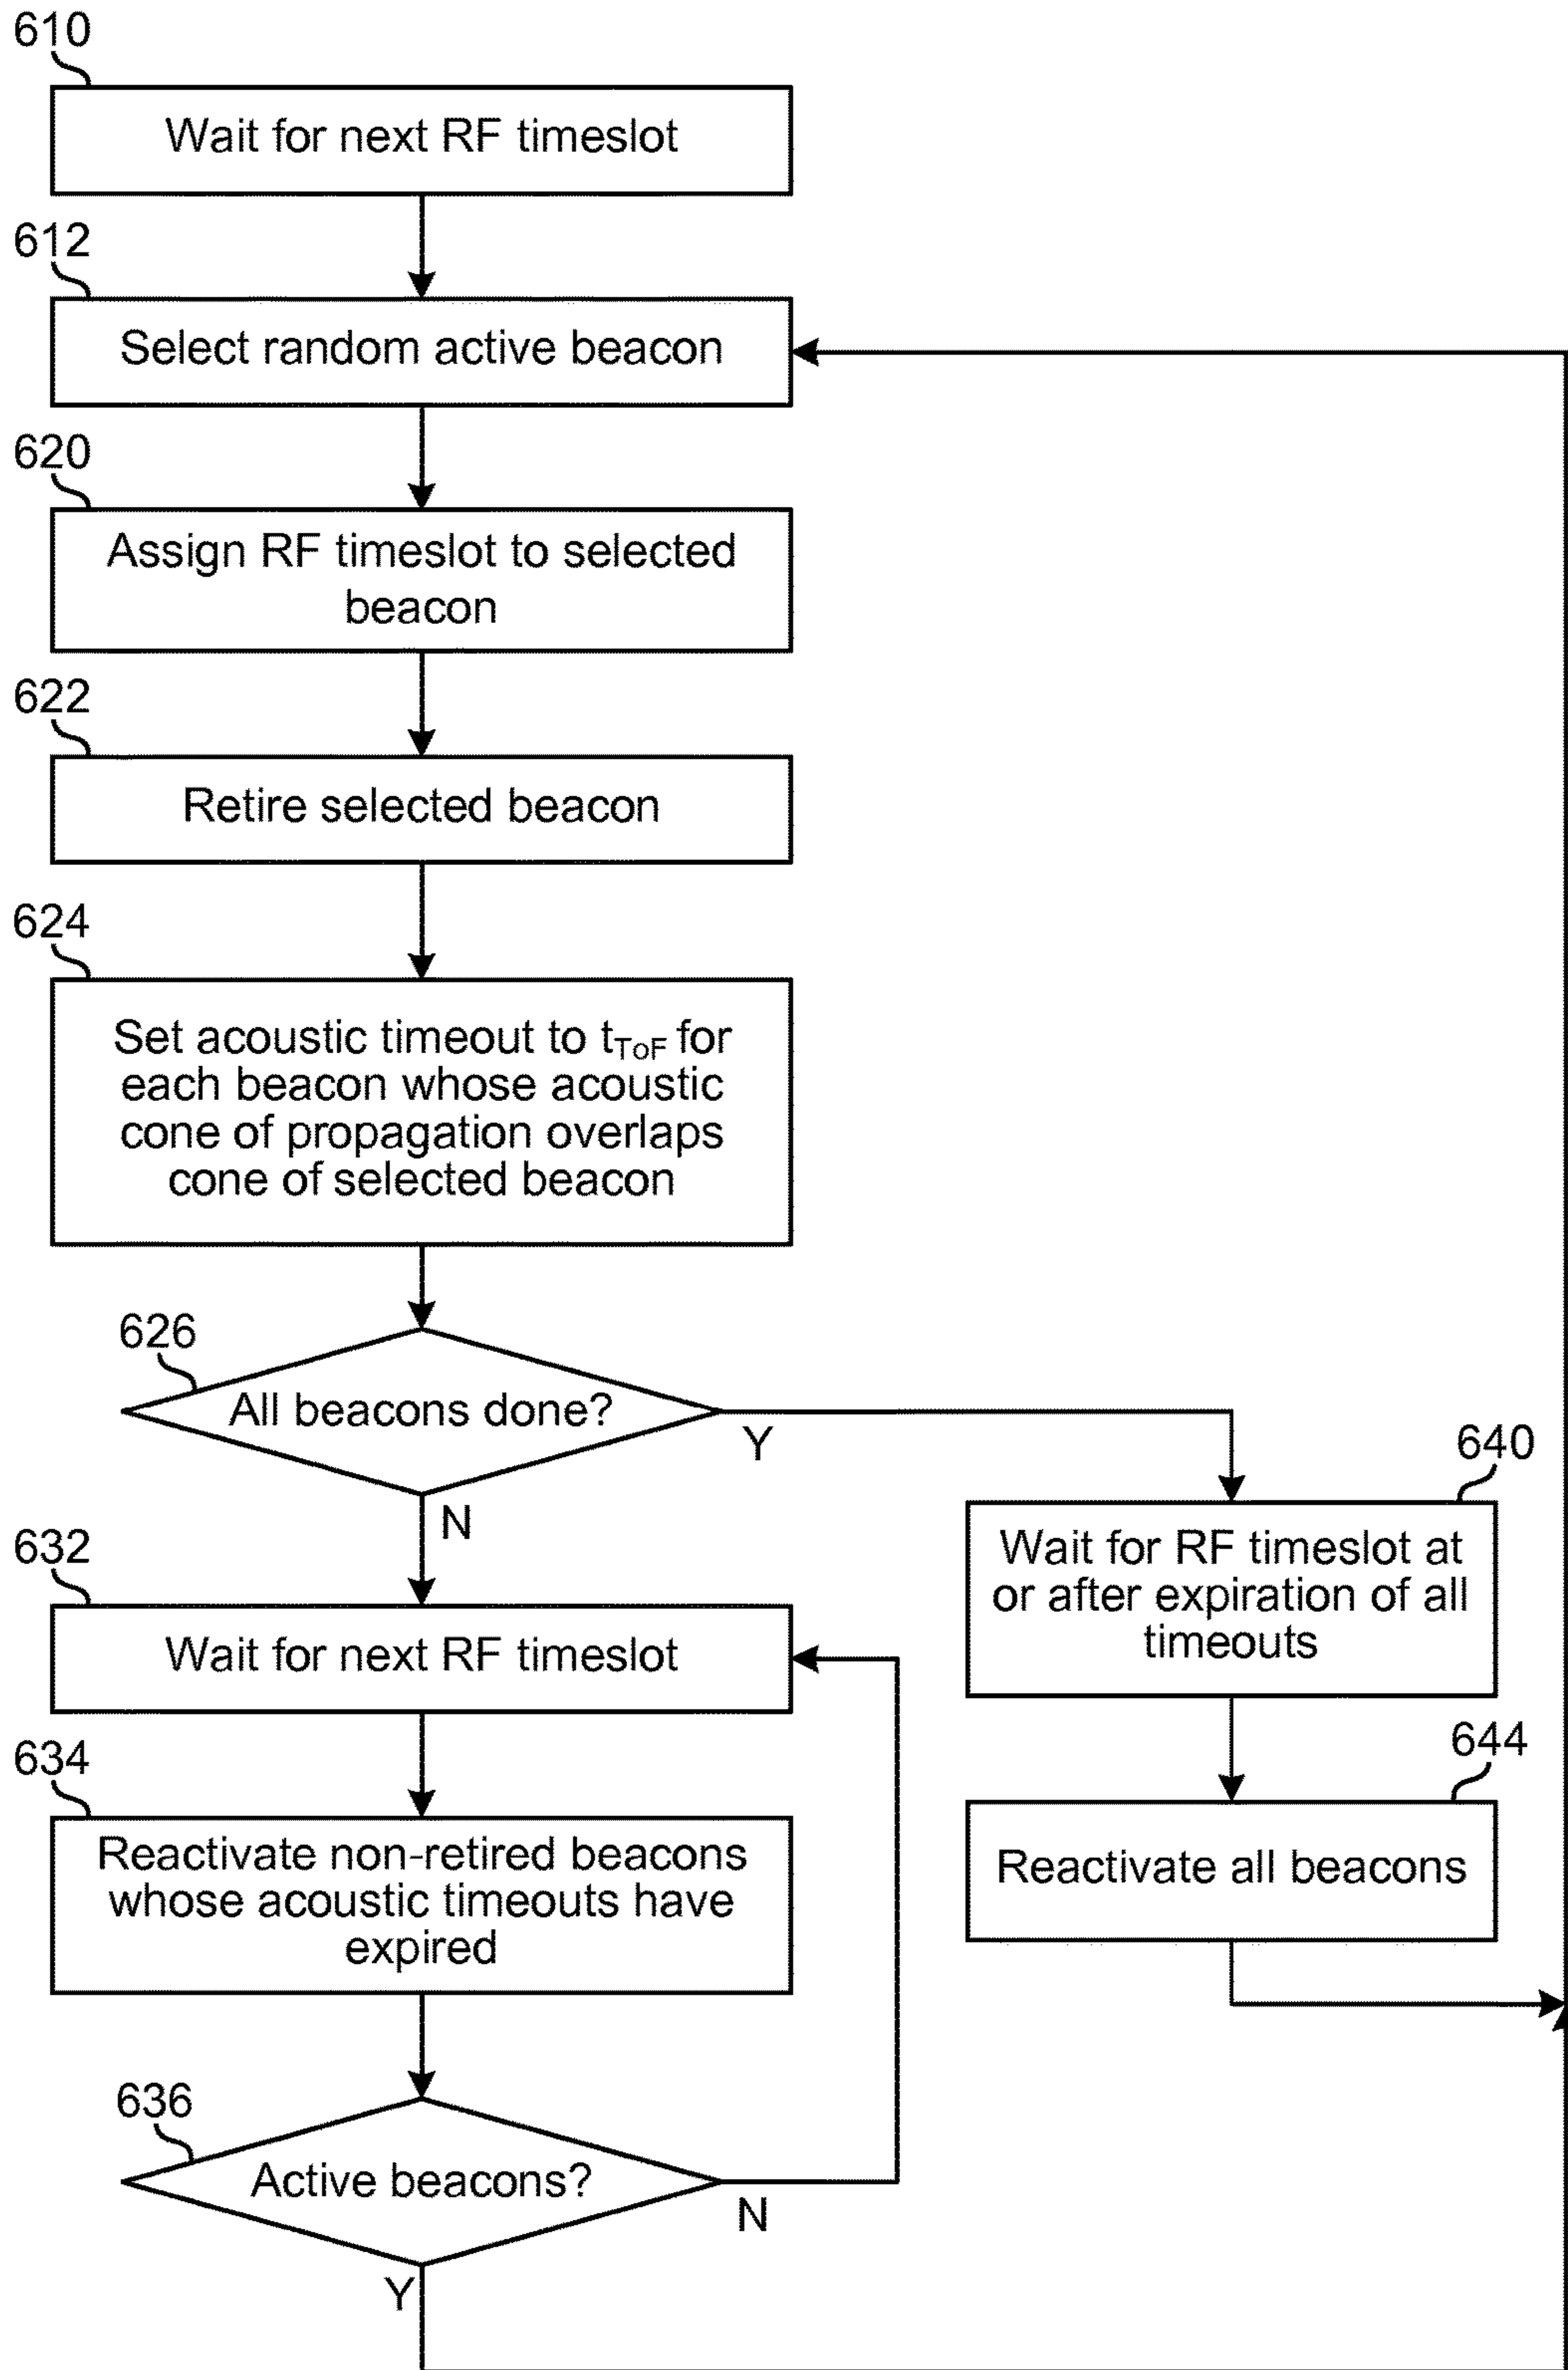 610
Wait for next RF timeslot
612
Select random active beacon
620
Assign RF timeslot to selected
beacon
622
Retire selected beacon
624
Set acoustic timeout to tToF for
each beacon whose acoustic
cone of propagation overlaps
cone of selected beacon
626
All beacons done?
Y
N
640
Wait for RF timeslot at
or after expiration of all
timeouts
644
Reactivate all beacons
632
Wait for next RF timeslot
634
Reactivate non-retired beacons
whose acoustic timeouts have
expired
636
Active beacons?
N
Y